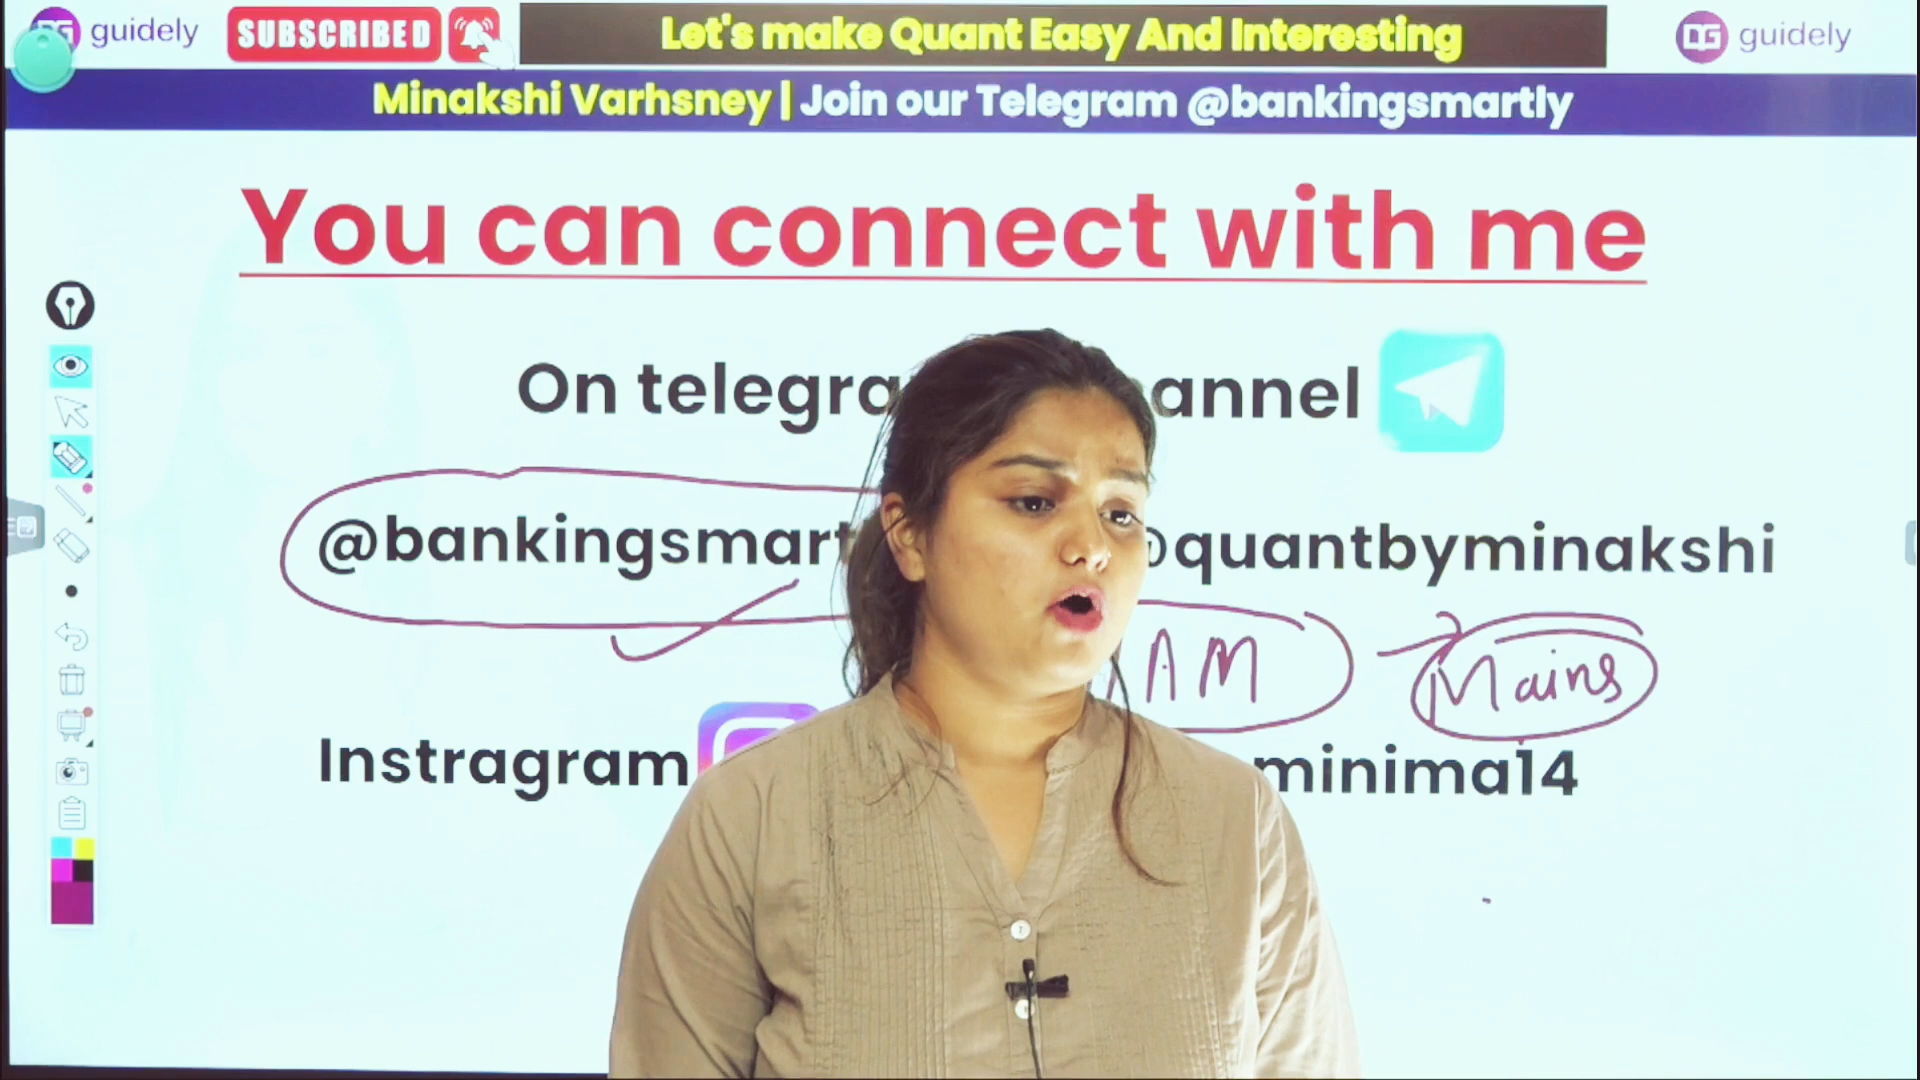 guidely SUBSCRIBED Let's make Quant Easy And Interesting guidely
Minakshi Varhsney | Join our Telegram @bankingsmartly
You can connect with me
On telegra annel
@bankingsmart quantbyminakshi
AM → Mains
Instragram minima14